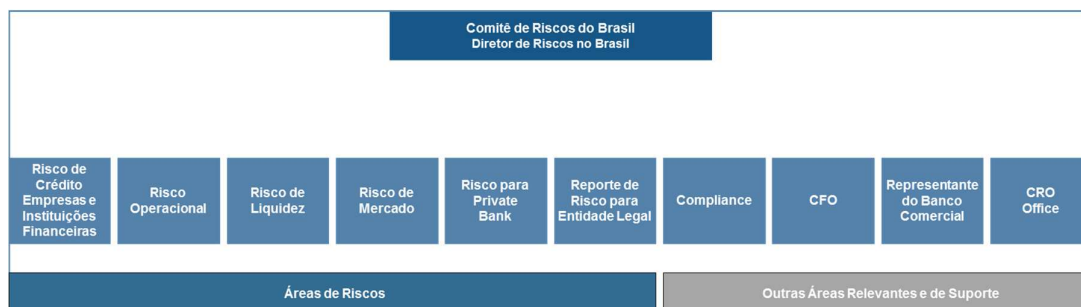 Comitê de Riscos do Brasil
Diretor de Riscos no Brasil
Risco de
Crédito
Empresas e
Instituições
Financeiras
Risco
Operacional
Risco de
Liquidez
Risco de
Mercado
Risco para
Private
Bank
Reporte de
Risco para
Entidade Legal
Compliance
CFO
Representante
do Banco
Comercial
CRO
Office
Áreas de Riscos
Outras Áreas Relevantes e de Suporte